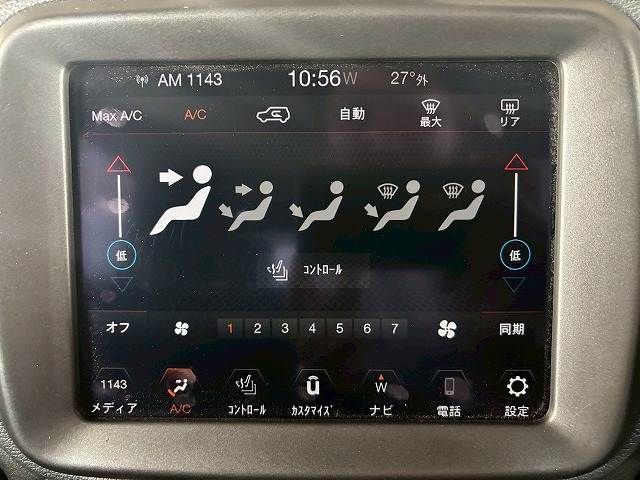 AM 1143 10:56W 27°外
Max A/C A/C 自動 最大 リア
低 低
コントロール
オフ 1 2 3 4 5 6 7 同期
1143 W
メディア A/C コントロール カスタマイズ ナビ 電話 設定